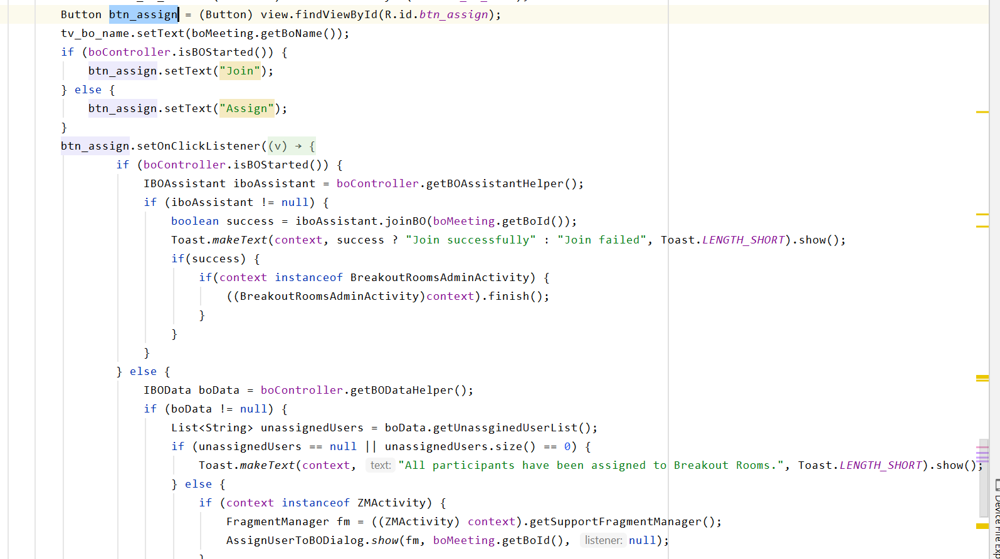 Button btn_assign = (Button) view.findViewById(R.id.btn_assign);
tv_bo_name.setText(boMeeting.getBoName());
if (boController.isBOStarted()) {
btn_assign.setText("Join");
} else {
btn_assign.setText("Assign");
}
btn_assign.setOnClickListener((v) → {
if (boController.isBOStarted()) {
IBOAssistant iboAssistant = boController.getBOAssistantHelper();
if (iboAssistant != null) {
boolean success = iboAssistant.joinBO(boMeeting.getBoId());
Toast.makeText(context, success ? "Join successfully" : "Join failed", Toast.LENGTH_SHORT).show();
if(success) {
if(context instanceof BreakoutRoomsAdminActivity) {
((BreakoutRoomsAdminActivity)context).finish();
}
}
}
} else {
IBOData boData = boController.getBODataHelper();
if (boData != null) {
List<String> unassignedUsers = boData.getUnassginedUserList();
if (unassignedUsers == null || unassignedUsers.size() == 0) {
Toast.makeText(context, text: "All participants have been assigned to Breakout Rooms.", Toast.LENGTH_SHORT).show();
} else {
if (context instanceof ZMActivity) {
FragmentManager fm = ((ZMActivity) context).getSupportFragmentManager();
AssignUserToBODialog.show(fm, boMeeting.getBoId(), listener: null);
}
Device File Exp